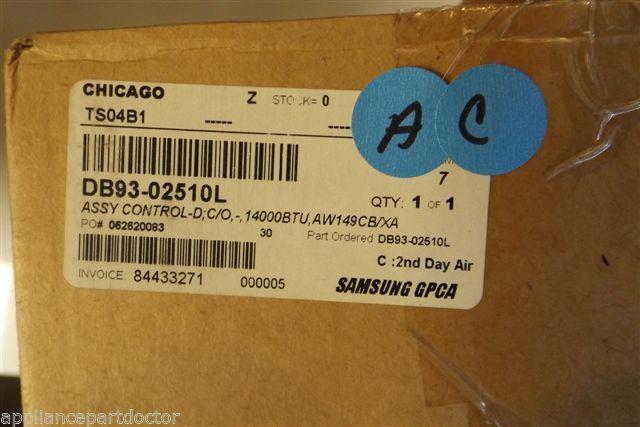 CHICAGO
Z STOCK= 0
TS04B1 ----- ---
A C
7
DB93-02510L
QTY: 1 OF 1
ASSY CONTROL-D;C/O,-,14000BTU,AW149CB/XA
PO# 062620083 30 Part Ordered DB93-02510L
C :2nd Day Air
INVOICE 84433271 000005 SAMSUNG GPCA
© appliancepartdoctor